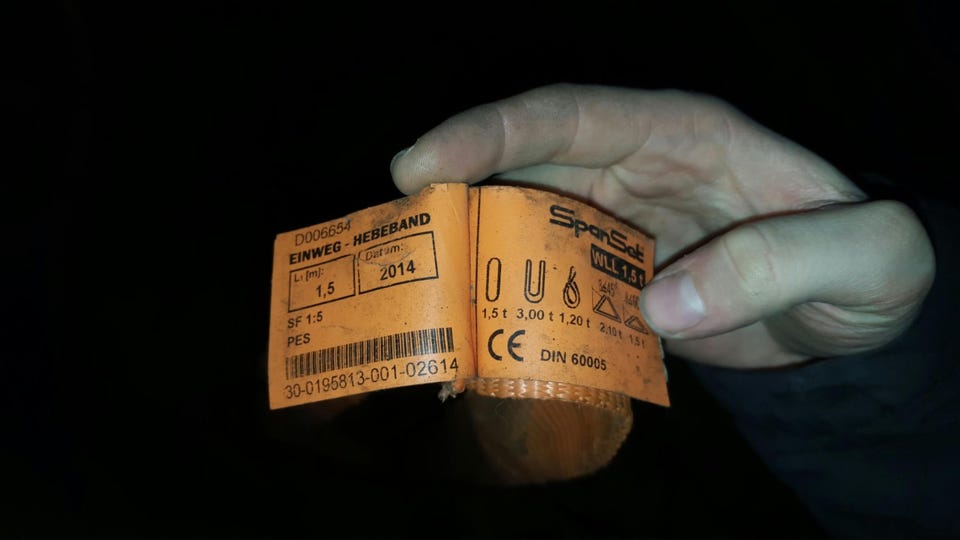 D006654
EINWEG - HEBEBAND
L₁ [m]:
1,5
Datum:
2014
SF 1:5
PES
30-0195813-001-02614
SpanSet
WLL 1,5 t
1,5 t 3,00 t 1,20 t 2,10 t 1,5 t
CE DIN 60005